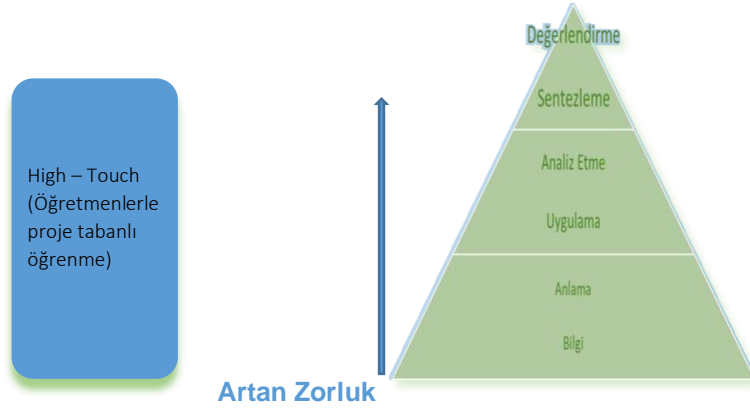 High – Touch
(Öğretmenlerle
proje tabanlı
öğrenme)
Artan Zorluk
Değerlendirme
Sentezleme
Analiz Etme
Uygulama
Anlama
Bilgi